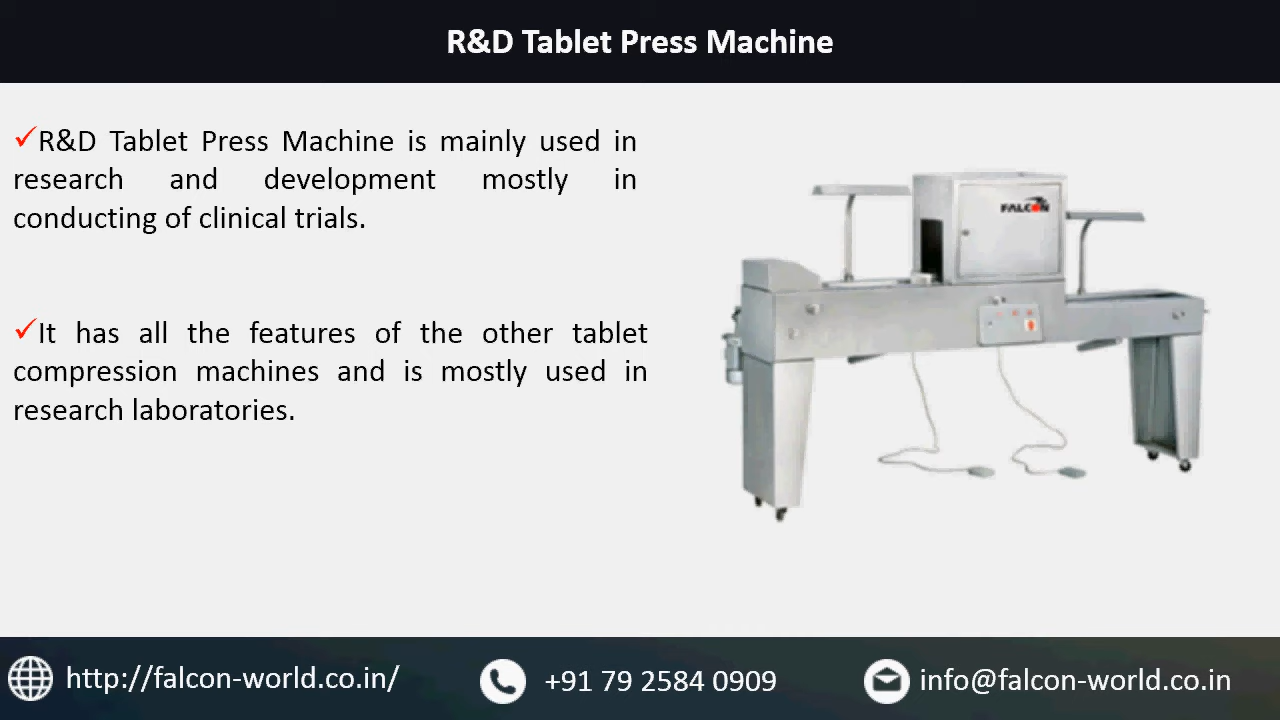 R&D Tablet Press Machine
R&D Tablet Press Machine is mainly used in
research and development mostly in
conducting of clinical trials.
It has all the features of the other tablet
compression machines and is mostly used in
research laboratories.
FALCON
http://falcon-world.co.in/
+91 79 2584 0909
info@falcon-world.co.in